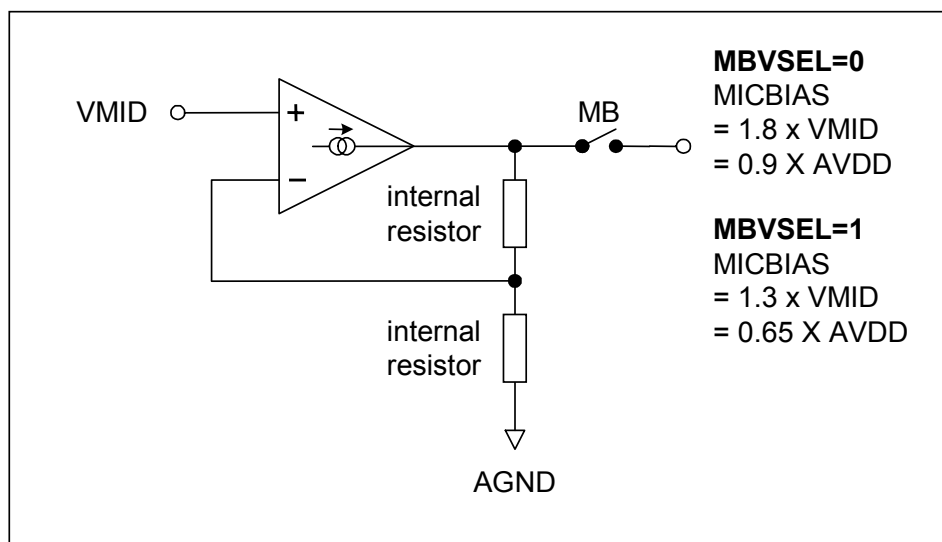 VMID
+
−
MB
internal
resistor
internal
resistor
AGND
MBVSEL=0
MICBIAS
= 1.8 x VMID
= 0.9 X AVDD
MBVSEL=1
MICBIAS
= 1.3 x VMID
= 0.65 X AVDD